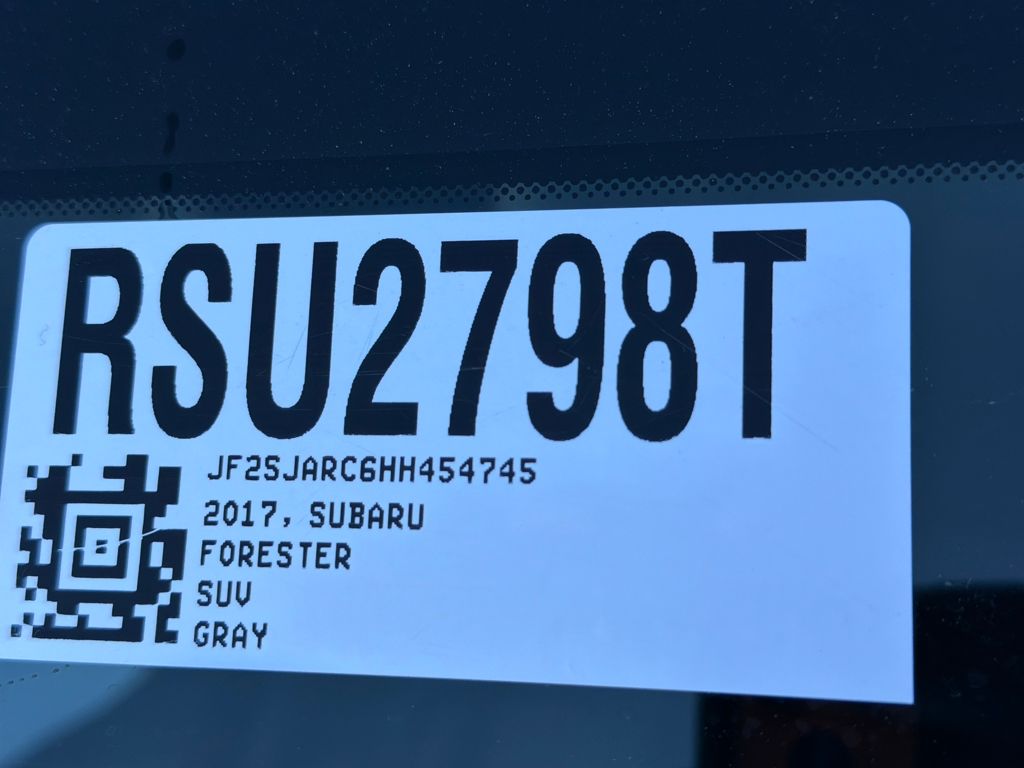 RSU2798T
JF2SJARC6HH454745
2017, SUBARU
FORESTER
SUV
GRAY